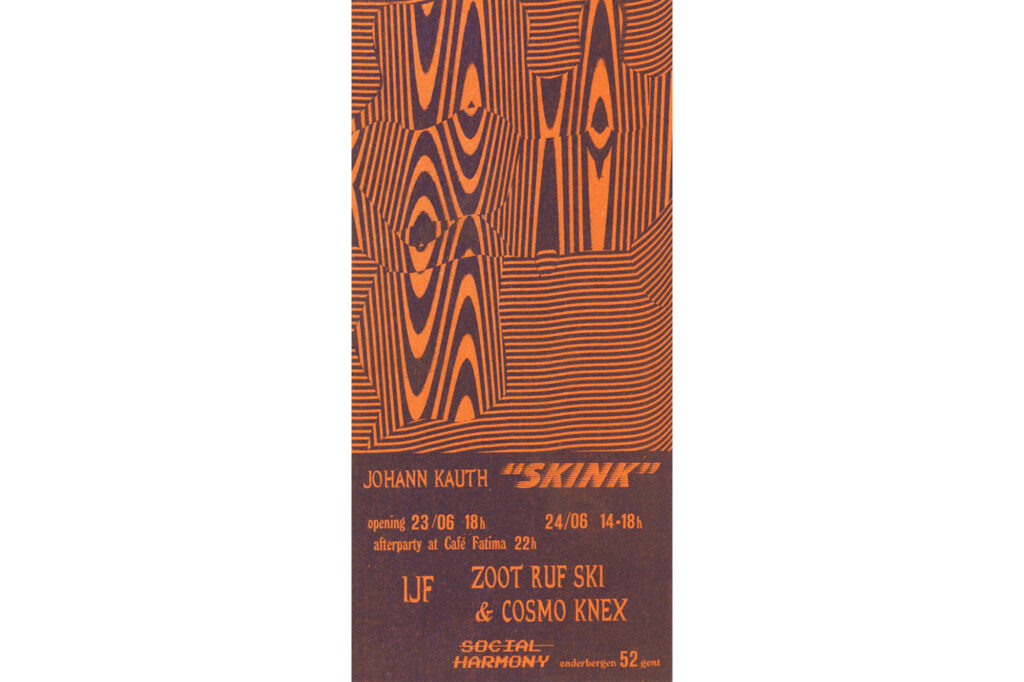 JOHANN KAUTH "SKINK"
opening 23/06 18h 24/06 14-18h
afterparty at Café Fatima 22h
IJF ZOOT RUF SKI
& COSMO KNEX
SOCIAL
HARMONY onderbergen 52 gent